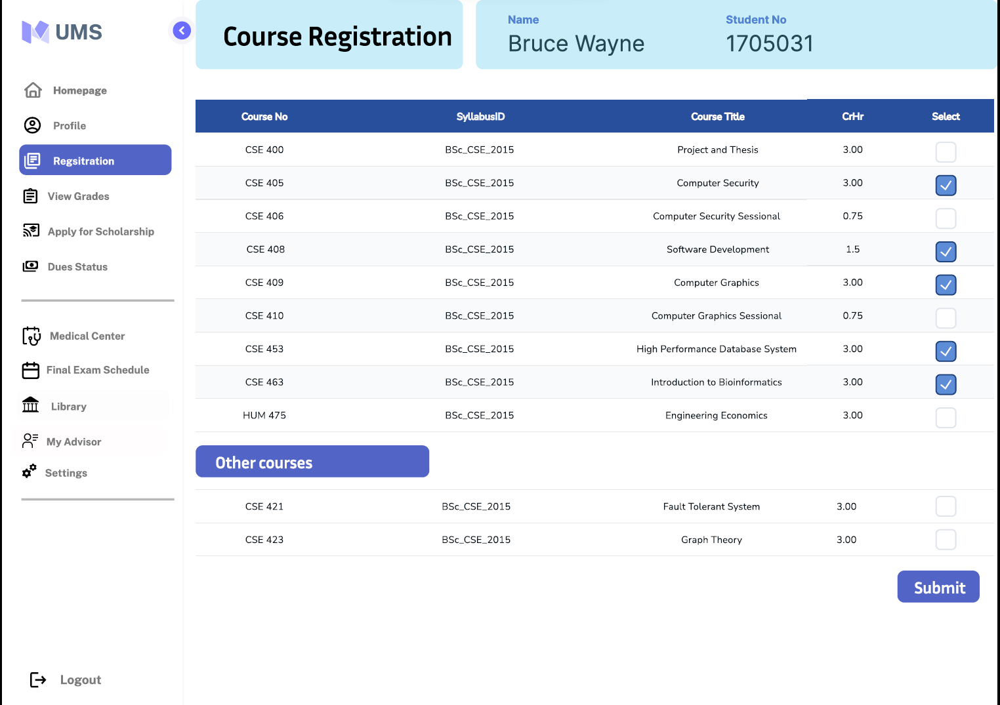 UMS
Course Registration
Name
Bruce Wayne
Student No
1705031
Homepage
Profile
Regsitration
View Grades
Apply for Scholarship
Dues Status
Medical Center
Final Exam Schedule
Library
My Advisor
Settings
Logout
Course No SyllabusID Course Title CrHr Select
CSE 400 BSc_CSE_2015 Project and Thesis 3.00
CSE 405 BSc_CSE_2015 Computer Security 3.00
CSE 406 BSc_CSE_2015 Computer Security Sessional 0.75
CSE 408 BSc_CSE_2015 Software Development 1.5
CSE 409 BSc_CSE_2015 Computer Graphics 3.00
CSE 410 BSc_CSE_2015 Computer Graphics Sessional 0.75
CSE 453 BSc_CSE_2015 High Performance Database System 3.00
CSE 463 BSc_CSE_2015 Introduction to Bioinformatics 3.00
HUM 475 BSc_CSE_2015 Engineering Economics 3.00
Other courses
CSE 421 BSc_CSE_2015 Fault Tolerant System 3.00
CSE 423 BSc_CSE_2015 Graph Theory 3.00
Submit